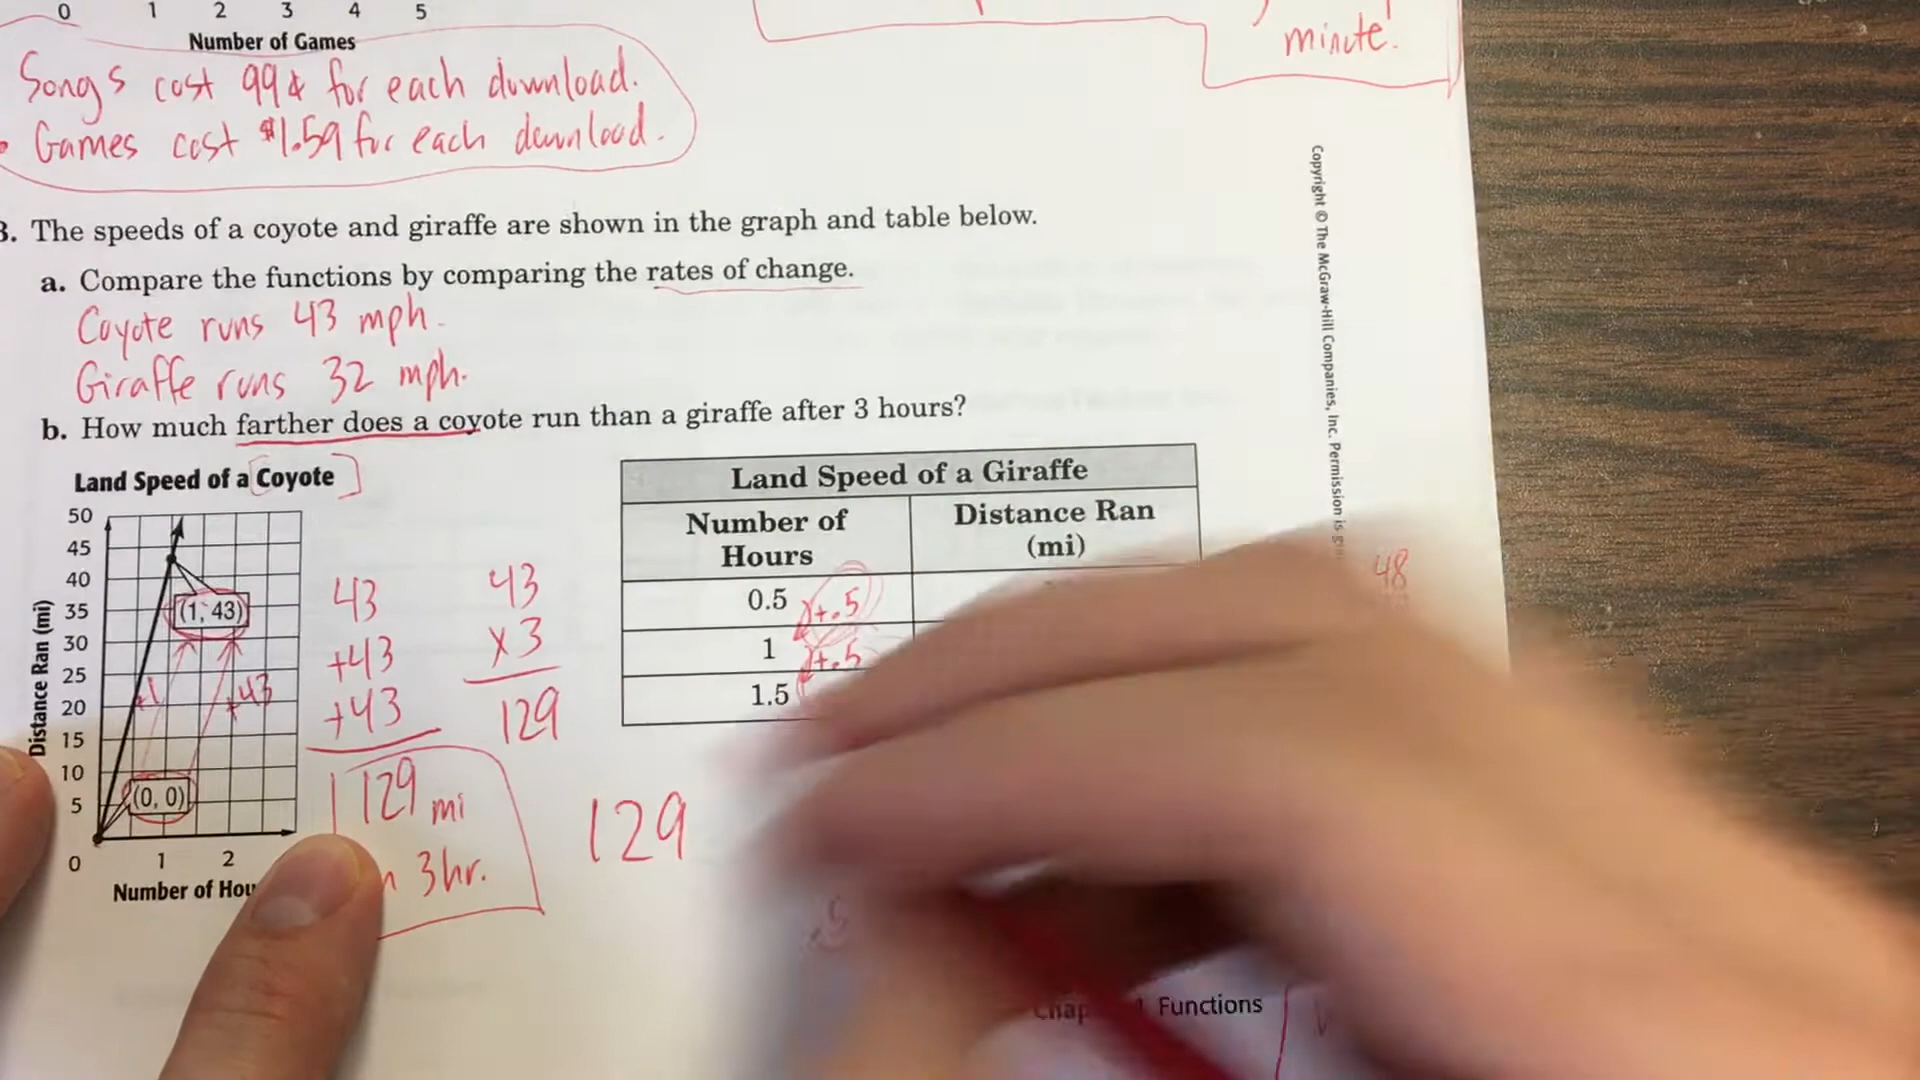 0 1 2 3 4 5
Number of Games
minute!
Songs cost 99¢ for each download.
Games cost $1.59 for each download.
3. The speeds of a coyote and giraffe are shown in the graph and table below.
a. Compare the functions by comparing the rates of change.
Coyote runs 43 mph.
Giraffe runs 32 mph.
b. How much farther does a coyote run than a giraffe after 3 hours?
Land Speed of a Coyote
50
45
40
35
30
25
20
15
10
5
0 1 2
Distance Ran (mi)
Number of
(1, 43)
+1 +43
(0, 0)
43
+43
+43
129 mi
3hr.
43
x3
129
Land Speed of a Giraffe
Number of Hours
Distance Ran (mi)
0.5
+.5
1
+.5
1.5
129
.5
48
Functions
Copyright © The McGraw-Hill Companies, Inc. Permission is